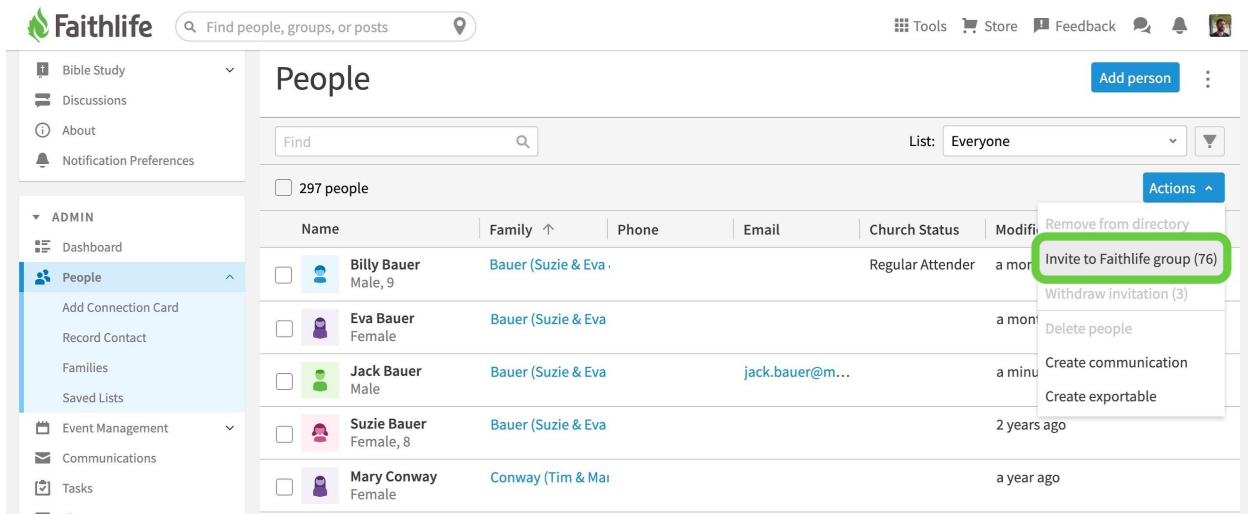 Faithlife
Find people, groups, or posts
Tools
Store
Feedback
Bible Study
Discussions
About
Notification Preferences
ADMIN
Dashboard
People
Add Connection Card
Record Contact
Families
Saved Lists
Event Management
Communications
Tasks
People
Add person
Find
List:
Everyone
297 people
Actions
Remove from directory
Invite to Faithlife group (76)
Withdraw invitation (3)
Delete people
Create communication
Create exportable
Name Family Phone Email Church Status Modifi
Billy Bauer Bauer (Suzie & Eva Regular Attender a mon
Male, 9
Eva Bauer Bauer (Suzie & Eva a mont
Female
Jack Bauer Bauer (Suzie & Eva jack.bauer@m... a minu
Male
Suzie Bauer Bauer (Suzie & Eva 2 years ago
Female, 8
Mary Conway Conway (Tim & Mar a year ago
Female